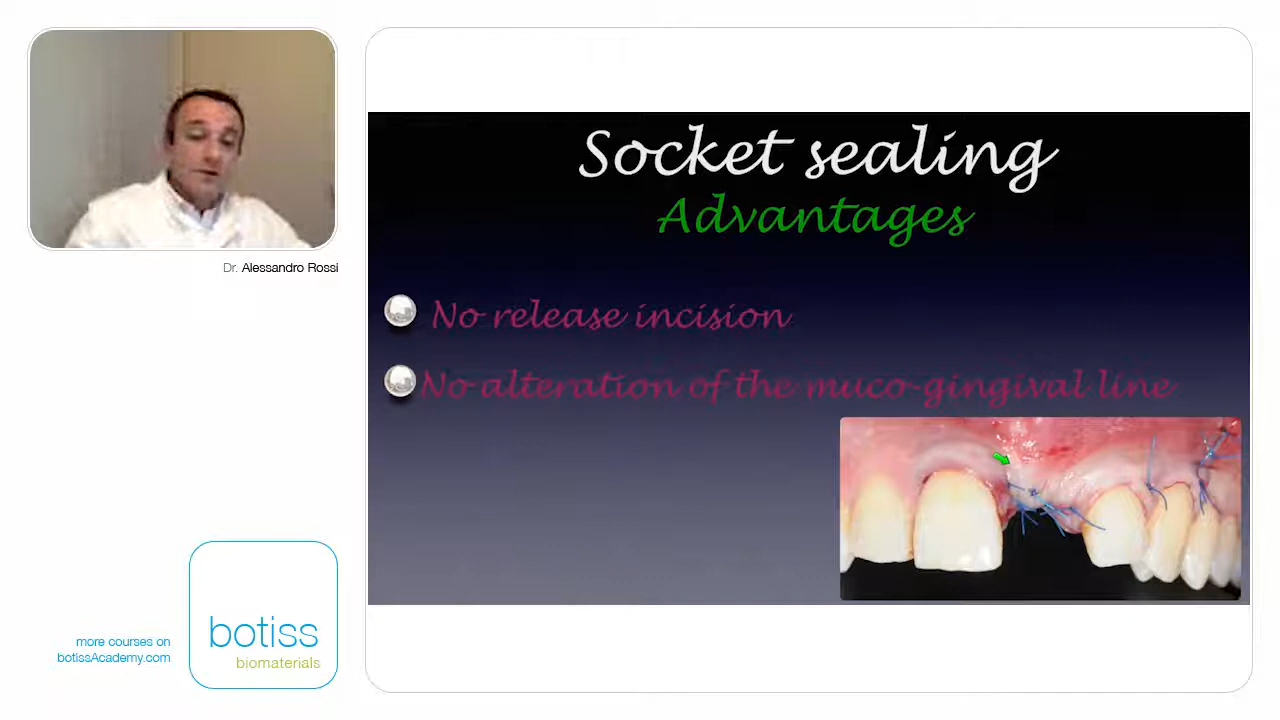 Dr. Alessandro Rossi
Socket sealing
Advantages
No release incision
No alteration of the muco-gingival line
more courses on
botissAcademy.com
botiss
biomaterials